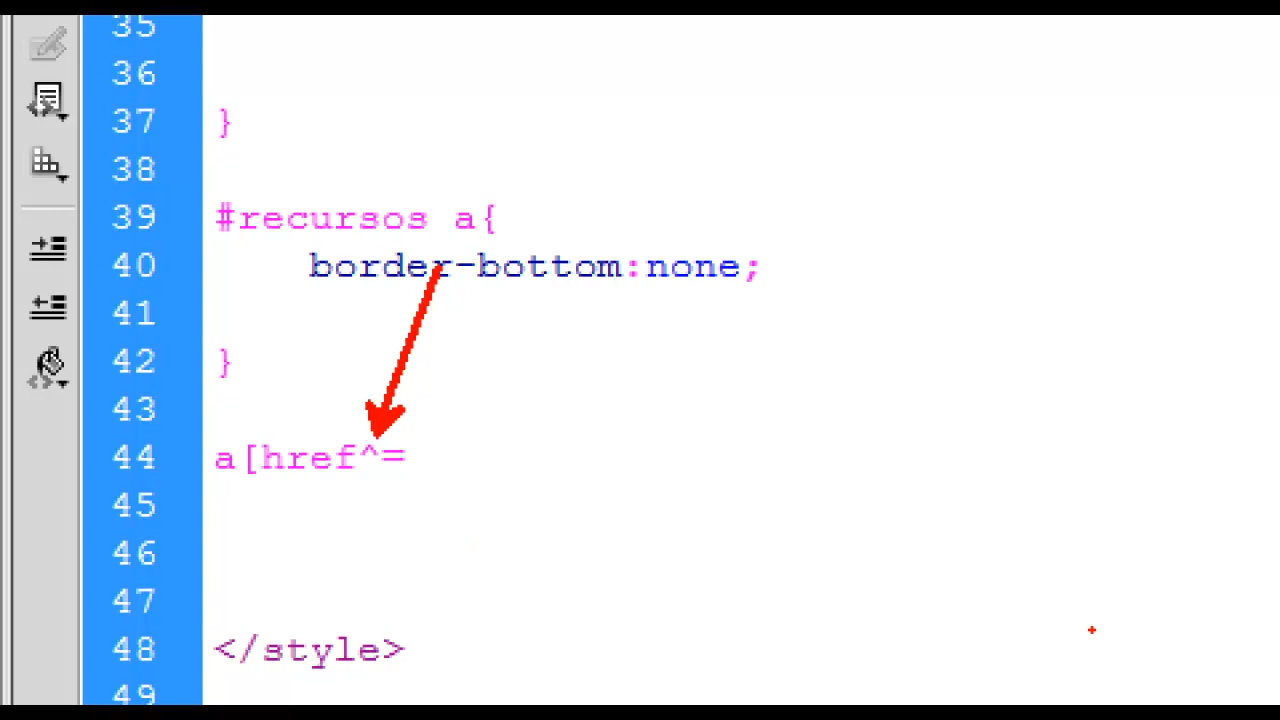 35
36
37 }
38
39 #recursos a{
40 border-bottom:none;
41
42 }
43
44 a[href^=
45
46
47
48 </style>
49